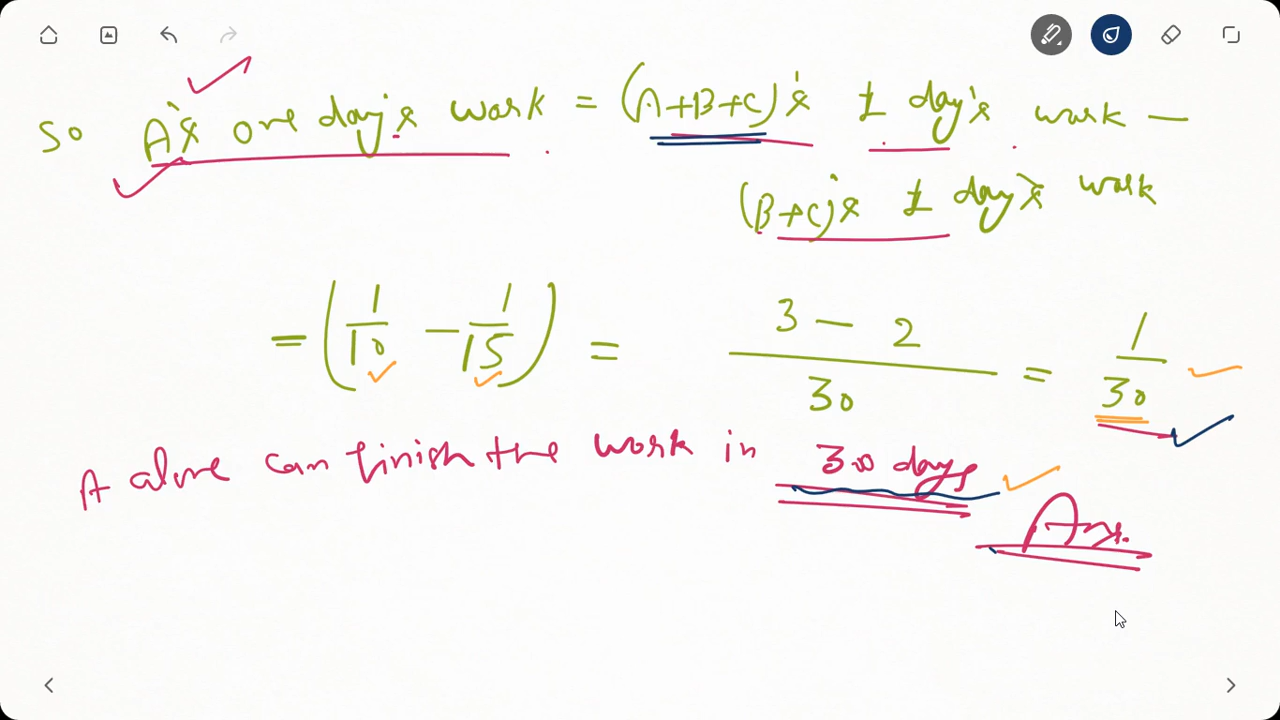 So A's one day's work = (A+B+C)'s 1 day's work —
(B+C)'s 1 day's work
= (1/10 - 1/15) = 3 - 2/30 = 1/30
A alone can finish the work in 30 days
Ans.